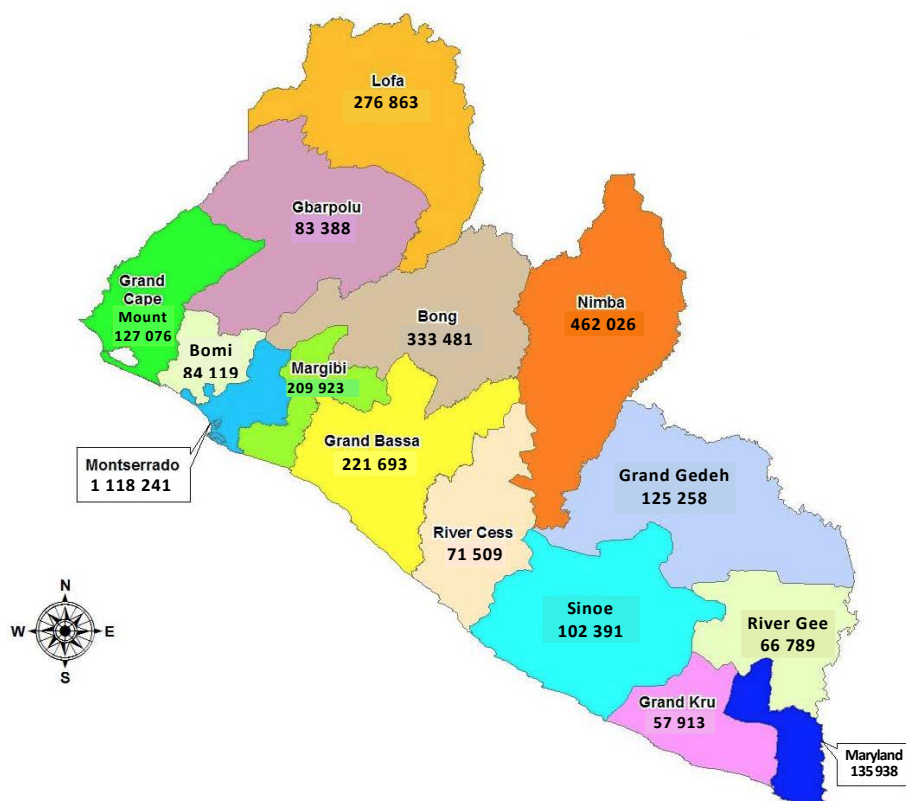 Lofa
276 863
Gbarpolu
83 388
Grand
Cape
Mount
127 076
Bong
333 481
Nimba
462 026
Bomi
84 119
Margibi
209 923
Grand Bassa
221 693
Montserrado
1 118 241
Grand Gedeh
125 258
River Cess
71 509
N
W
E
S
Sinoe
102 391
River Gee
66 789
Grand Kru
57 913
Maryland
135938